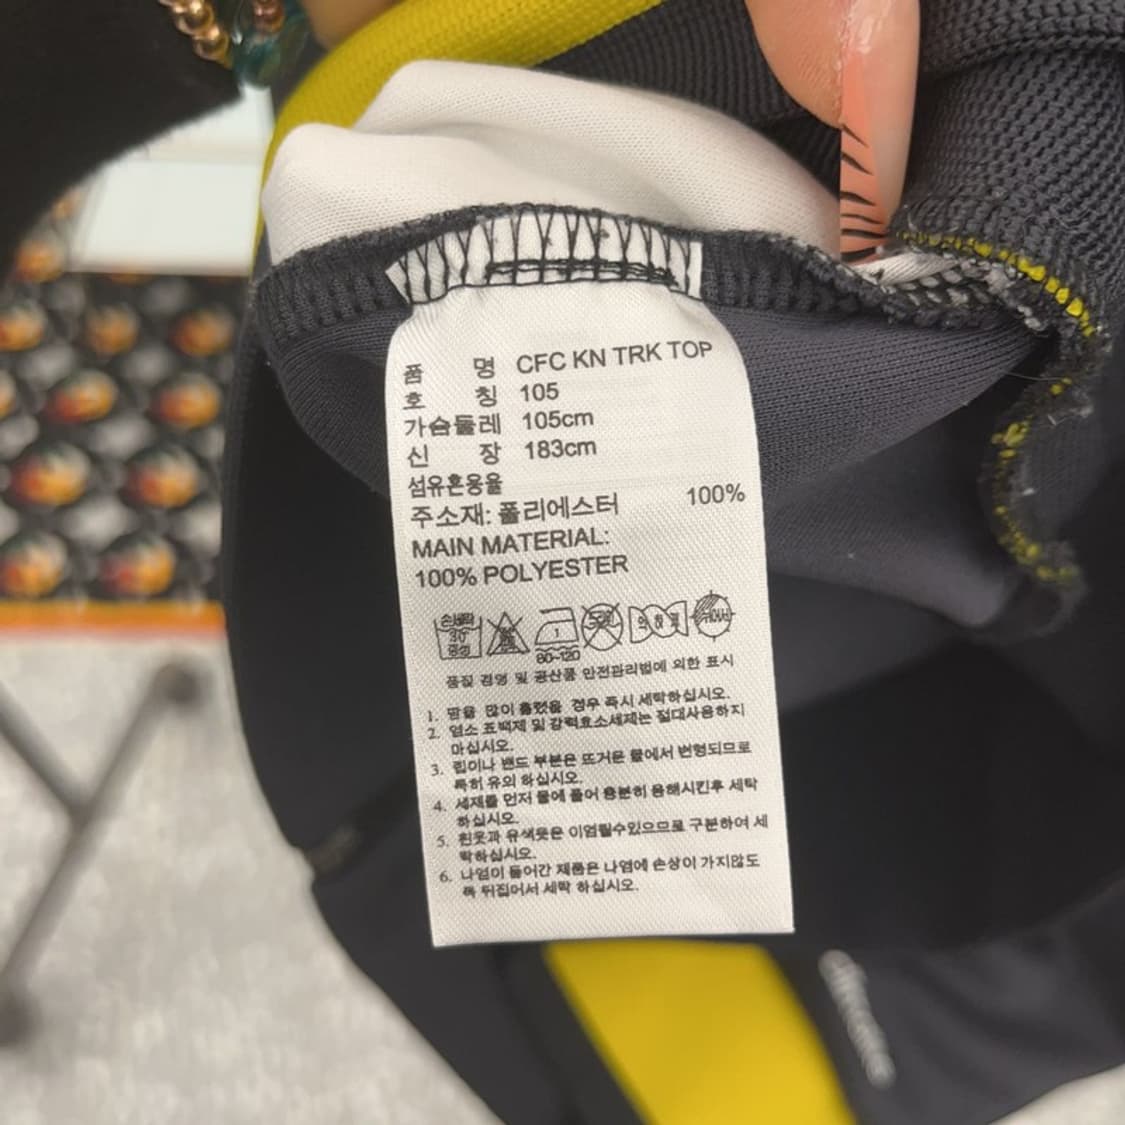 품 명 CFC KN TRK TOP
호 칭 105
가슴둘레 105cm
신 장 183cm
섬유혼용율
주소재: 폴리에스터 100%
MAIN MATERIAL:
100% POLYESTER
손세탁
30
중성
1
80-120
품질 경영 및 공산품 안전관리법에 의한 표시
1. 땀을 많이 흘렸을 경우 즉시 세탁하십시오.
2. 염소 표백제 및 강력효소세제는 절대사용하지
마십시오.
3. 립이나 밴드 부분은 뜨거운 물에서 변형되므로
특히 유의 하십시오.
4. 세제를 먼저 물에 풀어 충분히 용해시킨후 세탁
하십시오.
5. 흰옷과 유색옷은 이염될수있으므로 구분하여 세
탁하십시오.
6. 나염이 들어간 제품은 나염에 손상이 가지않도
록 뒤집어서 세탁 하십시오.